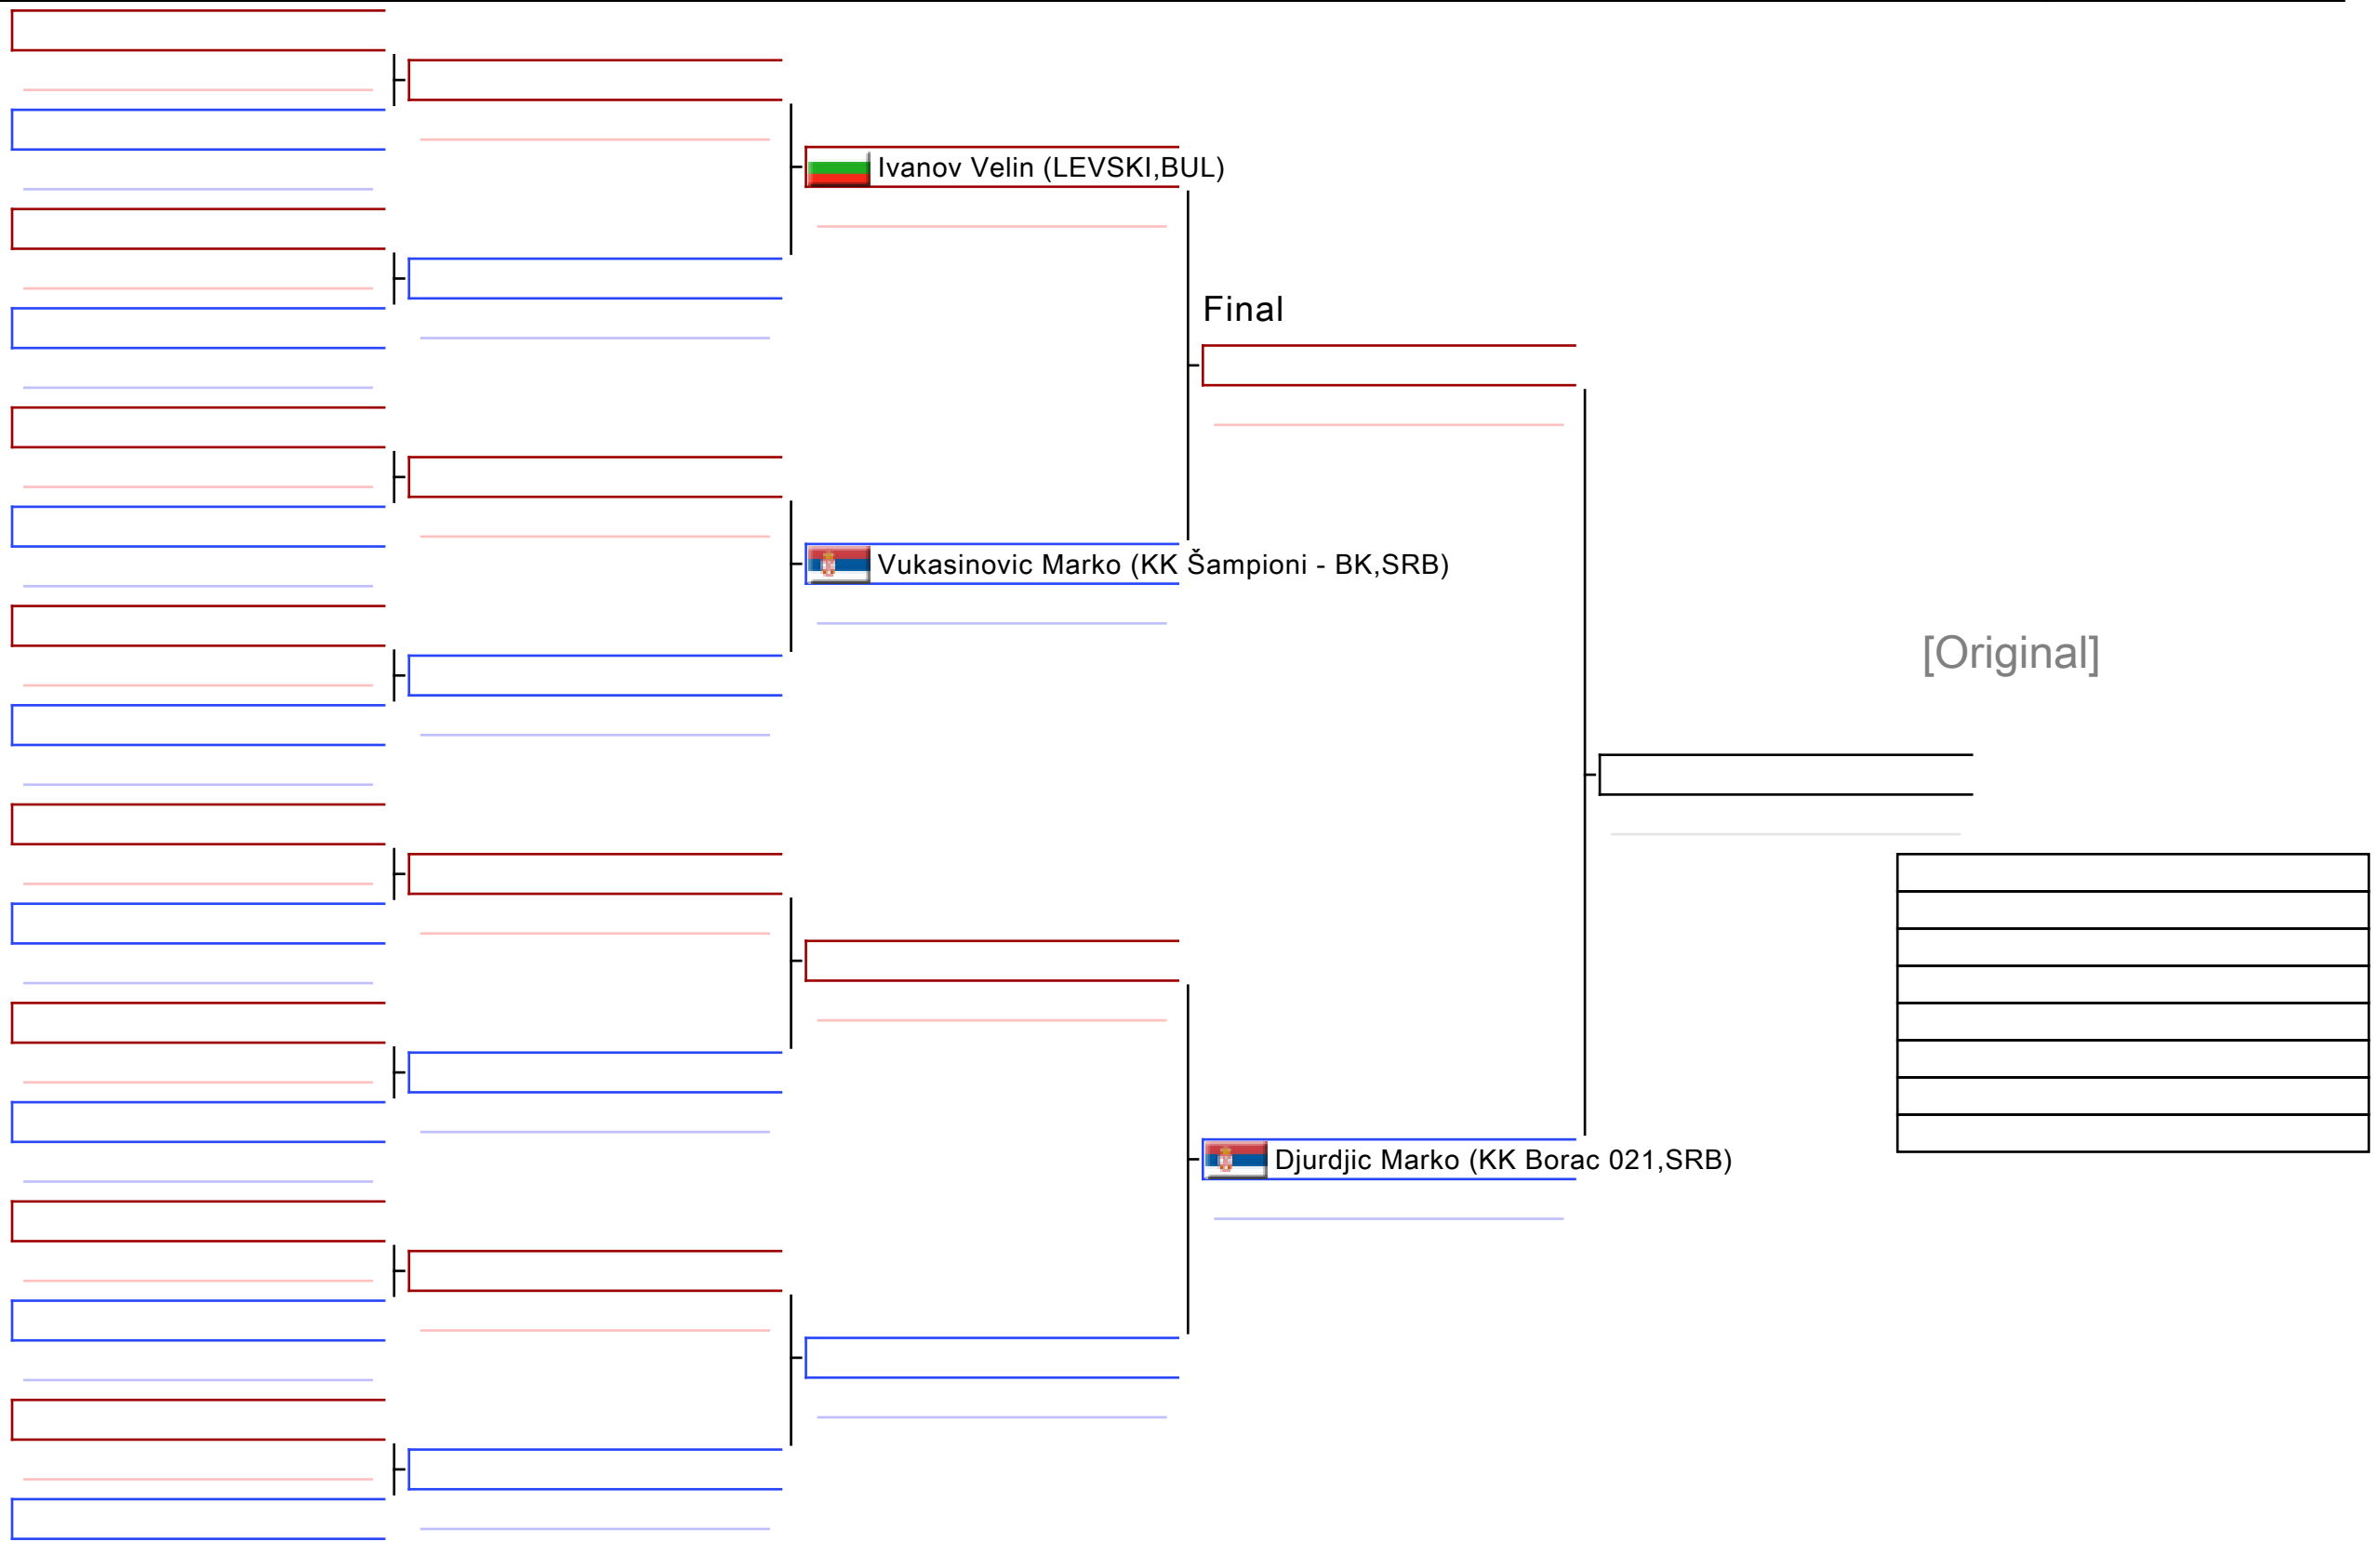 Ivanov Velin (LEVSKI,BUL)
Final
Vukasinovic Marko (KK Šampioni - BK,SRB)
[Original]
Djurdjic Marko (KK Borac 021,SRB)